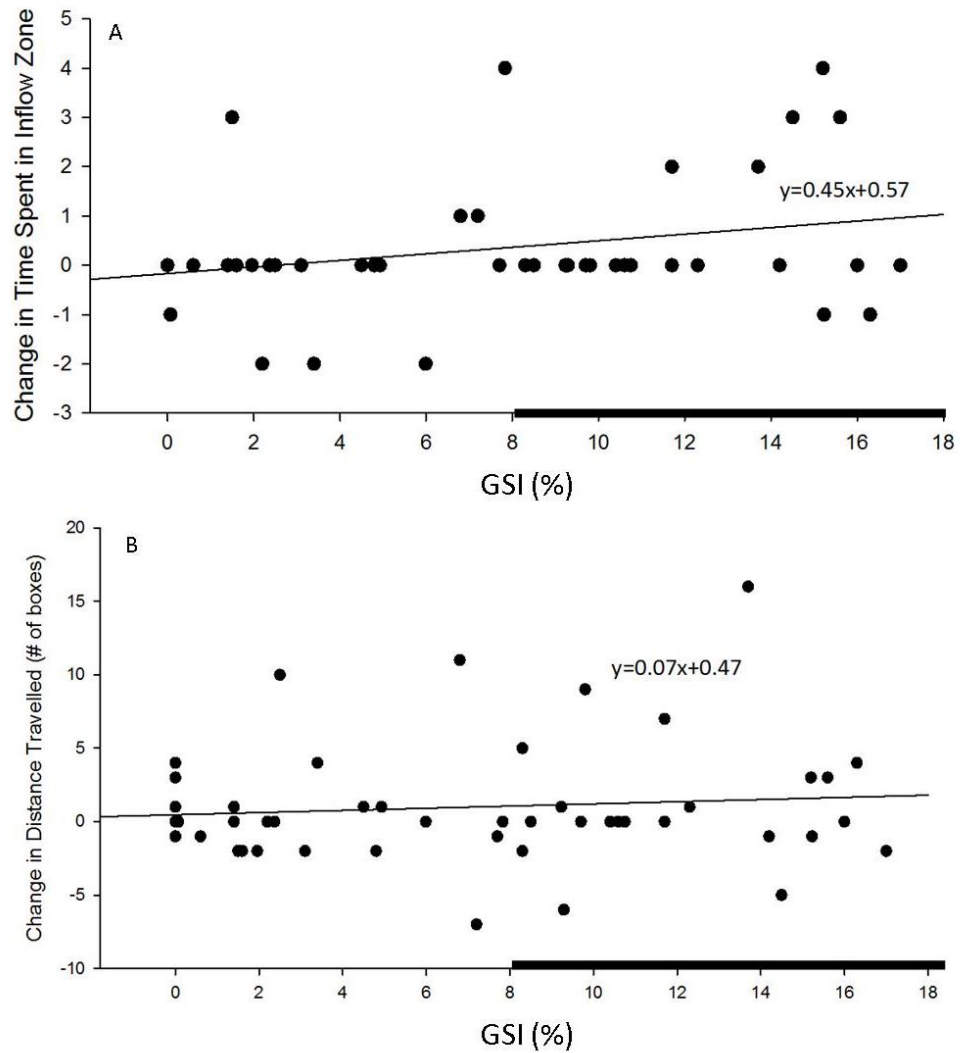 A
Change in Time Spent in Inflow Zone
5
4
3
2
1
0
-1
-2
-3
y=0.45x+0.57
0 2 4 6 8 10 12 14 16 18
GSI (%)
B
Change in Distance Travelled (# of boxes)
20
15
10
5
0
-5
-10
y=0.07x+0.47
0 2 4 6 8 10 12 14 16 18
GSI (%)